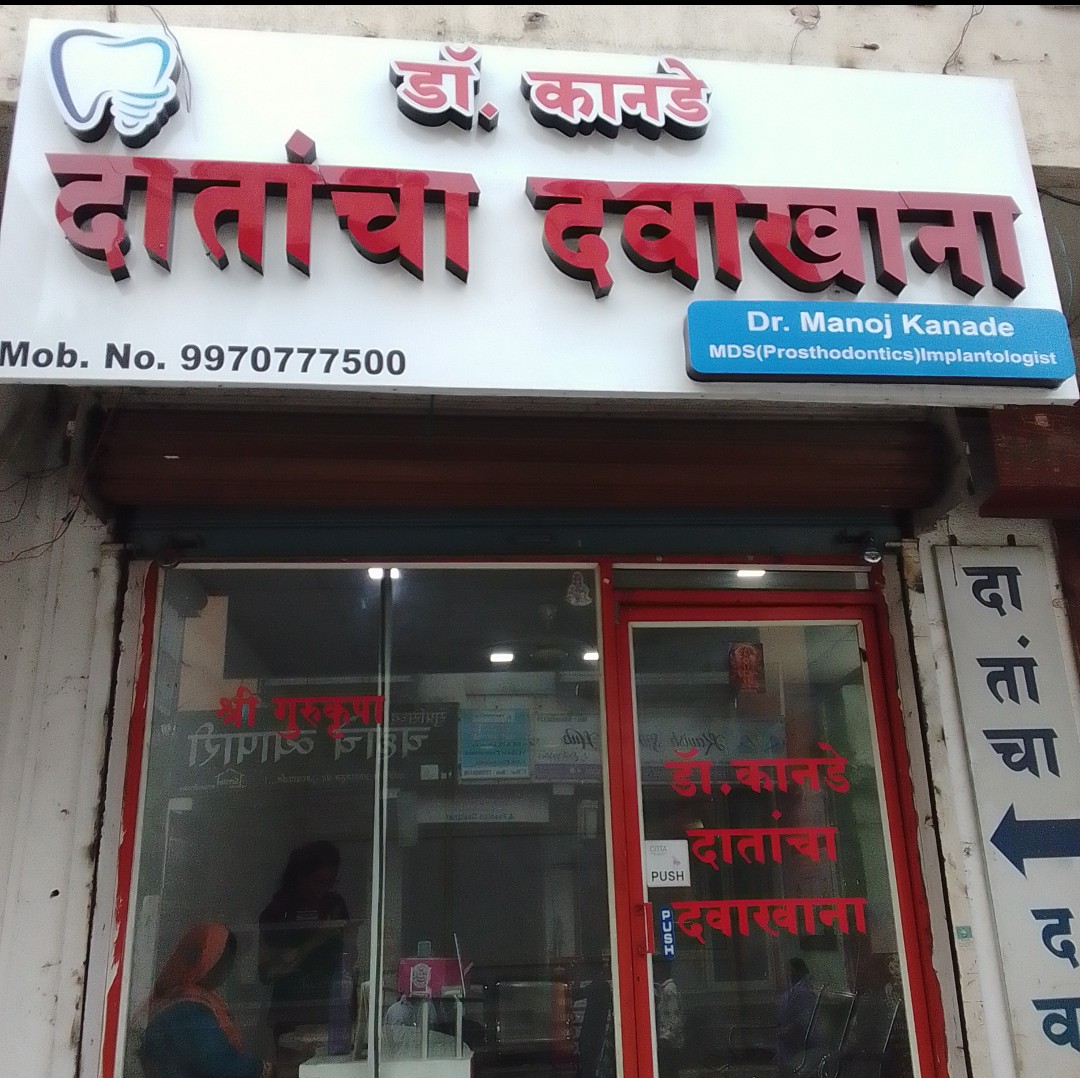 डॉ. कानडे
दातांचा दवाखाना
Dr. Manoj Kanade
MDS(Prosthodontics)Implantologist
Mob. No. 9970777500
श्री गुरुकृपा
डॉ.कानडे
दातांचा
दवाखाना
PUSH
PUSH
दा
तां
चा
द
वा